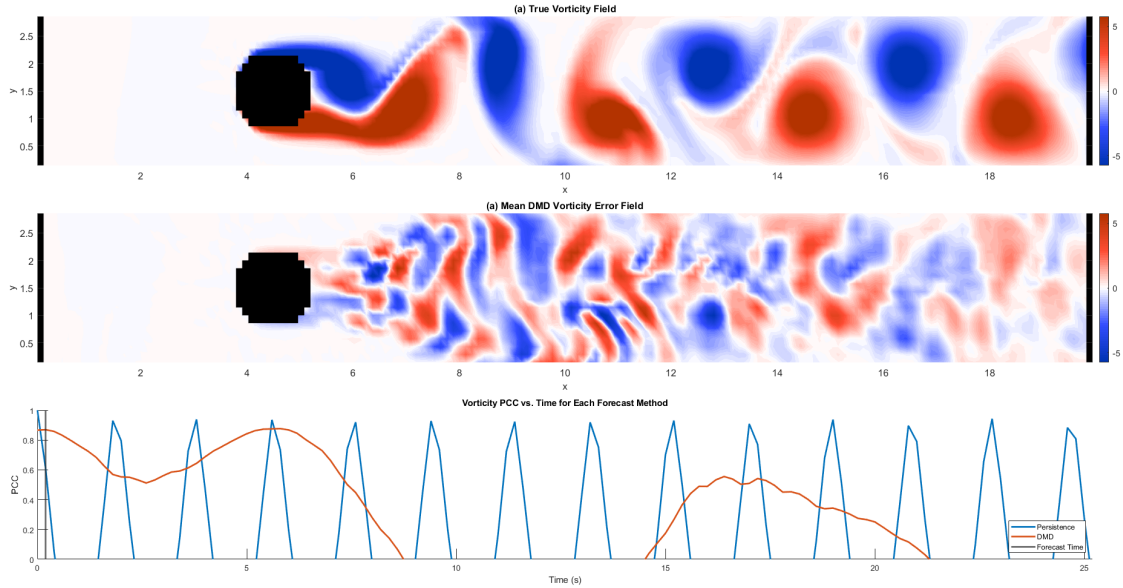 (a) True Vorticity Field
2.5
2
1.5
1
0.5
y
2 4 6 8 10 12 14 16 18
x
5
0
-5
(a) Mean DMD Vorticity Error Field
2.5
2
1.5
1
0.5
y
2 4 6 8 10 12 14 16 18
x
5
0
-5
Vorticity PCC vs. Time for Each Forecast Method
1
0.8
0.6
0.4
0.2
0
PCC
0 5 10 15 20 25
Time (s)
Persistence
DMD
Forecast Time